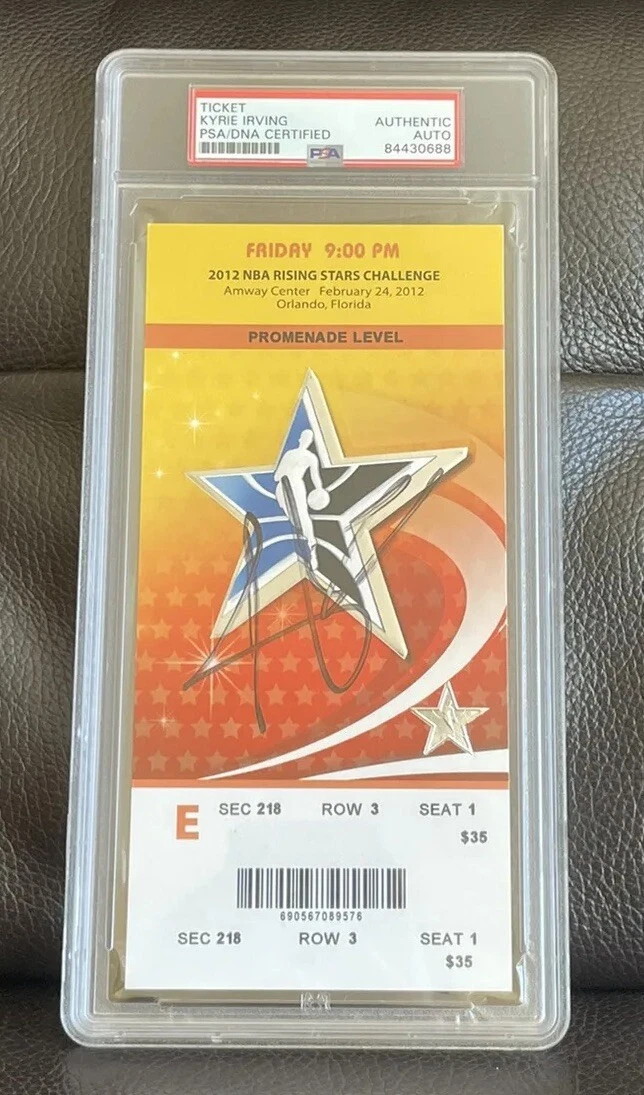 TICKET
KYRIE IRVING
PSA/DNA CERTIFIED
AUTHENTIC
AUTO
84430688
PSA
FRIDAY 9:00 PM
2012 NBA RISING STARS CHALLENGE
Amway Center February 24, 2012
Orlando, Florida
PROMENADE LEVEL
E SEC 218 ROW 3 SEAT 1
$35
690567089576
SEC 218 ROW 3 SEAT 1
$35